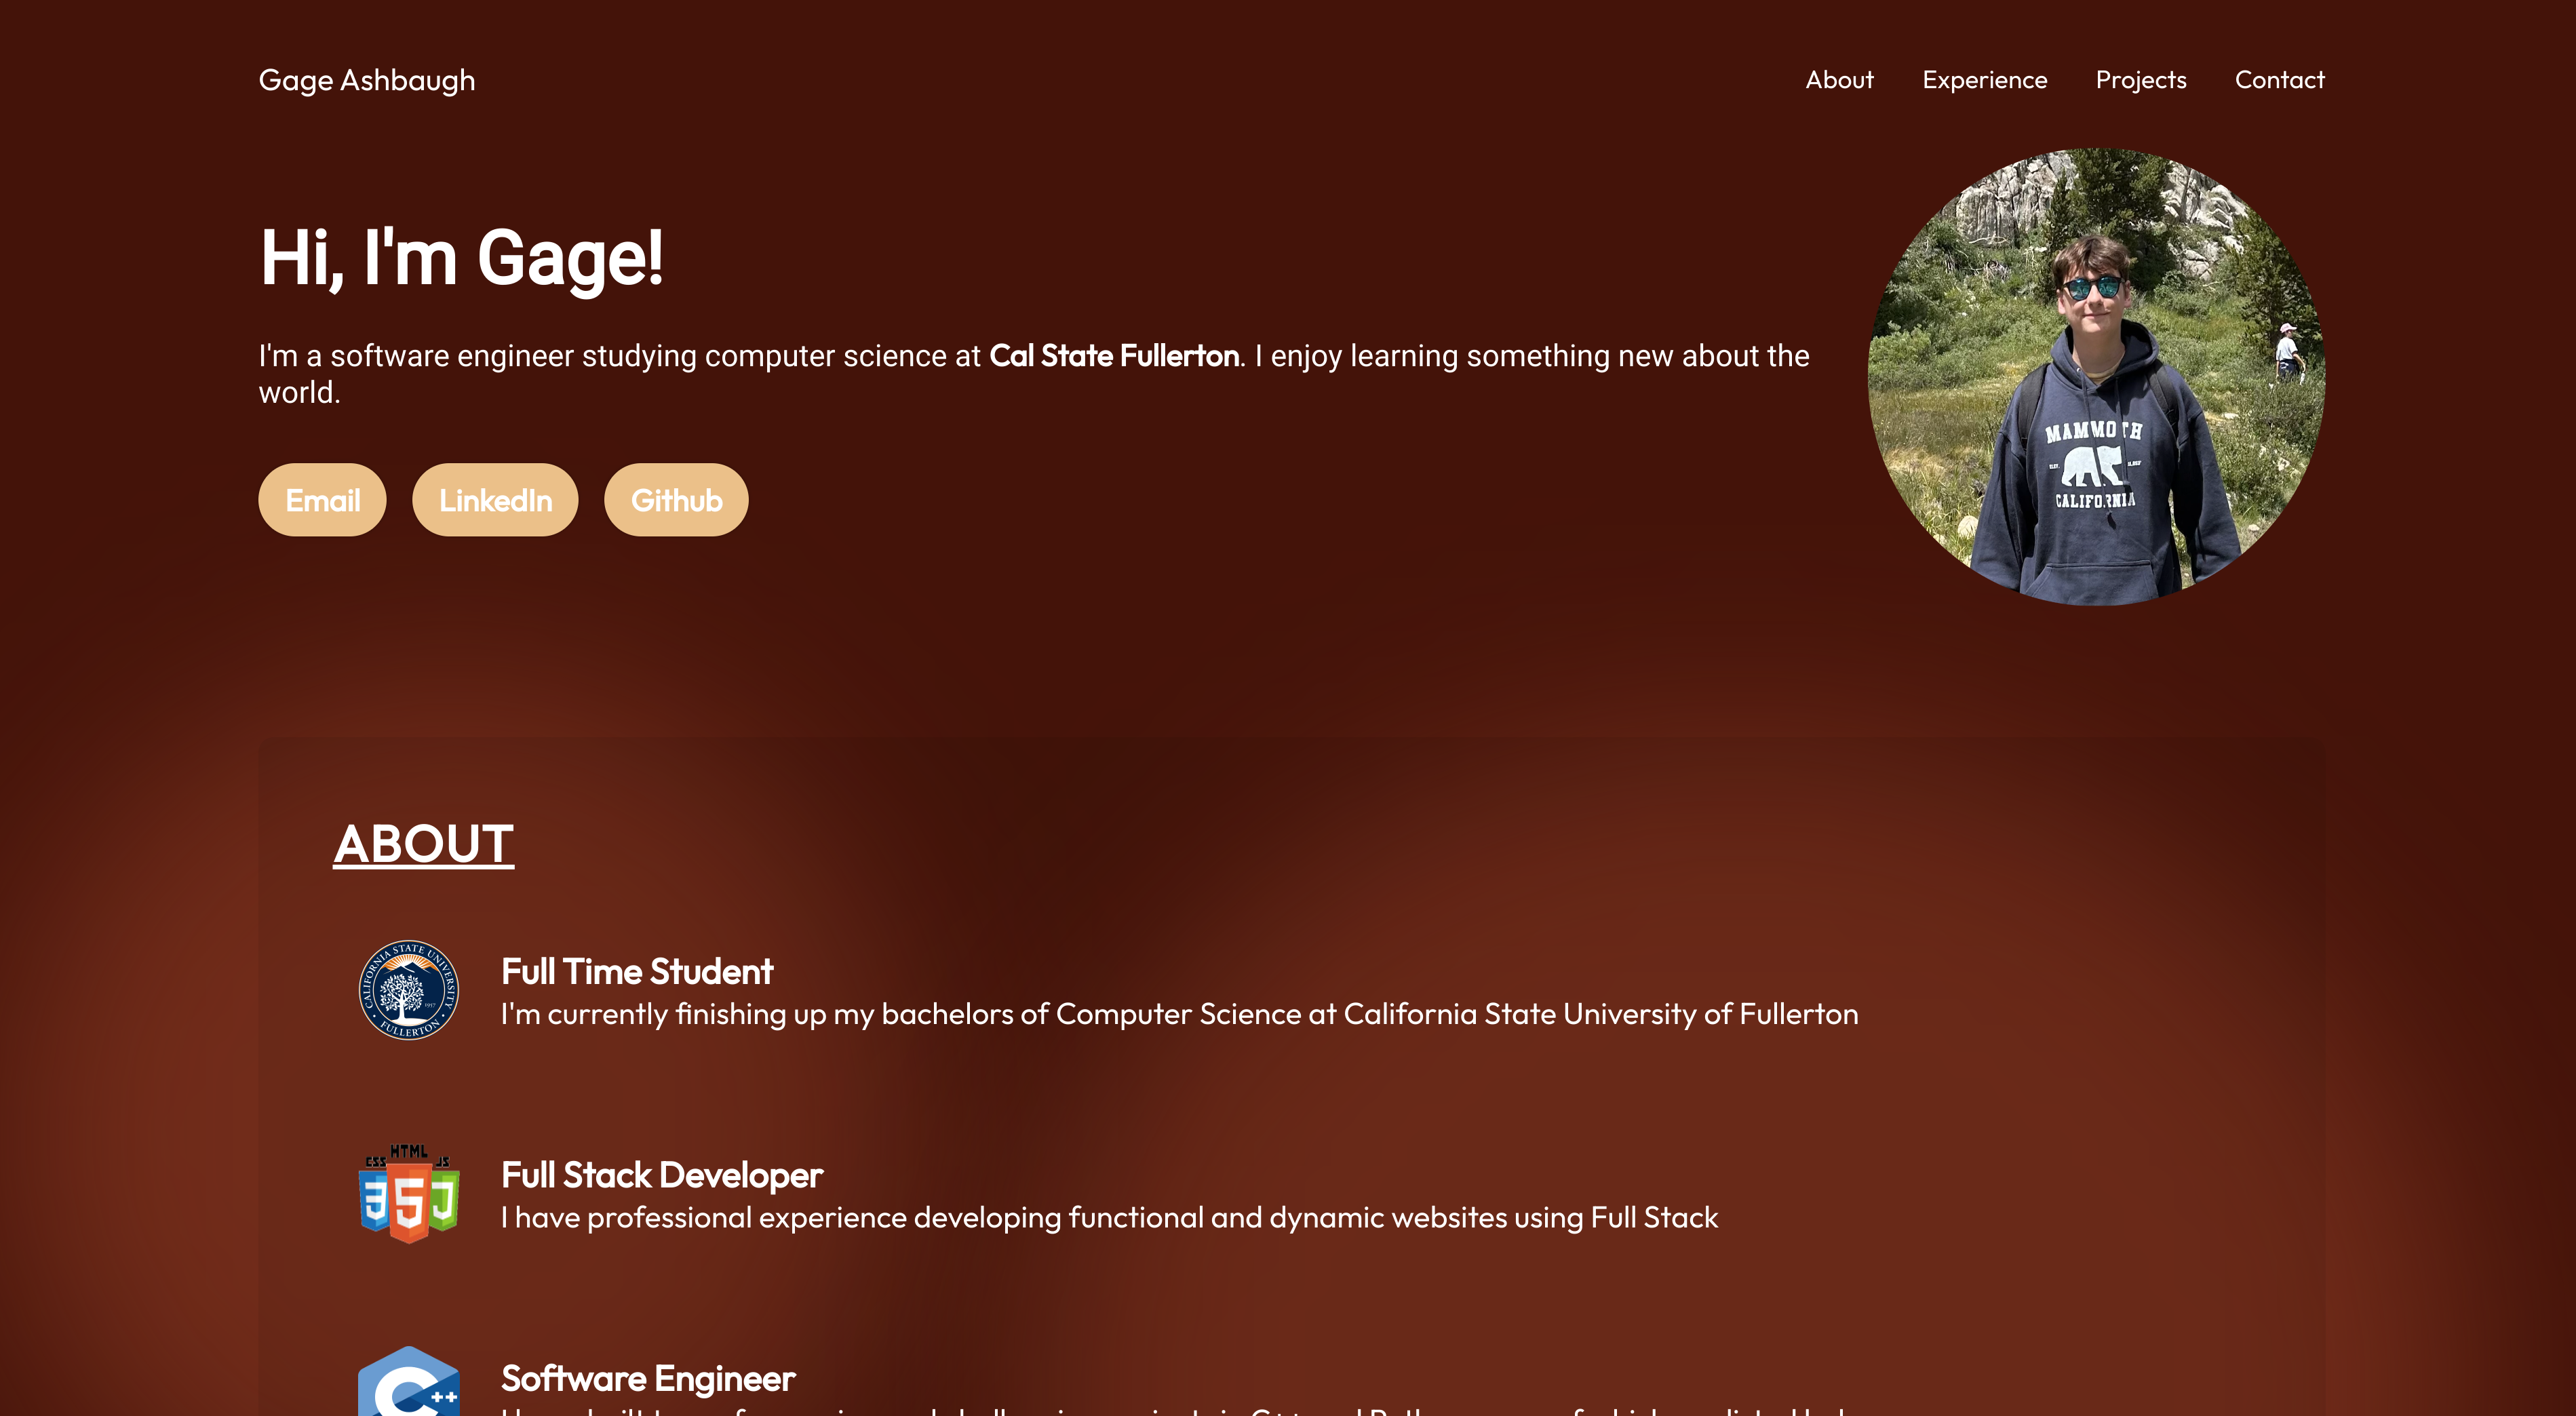 Gage Ashbaugh
About Experience Projects Contact
Hi, I'm Gage!
I'm a software engineer studying computer science at Cal State Fullerton. I enjoy learning something new about the
world.
Email LinkedIn Github
MAMMOTH
CALIFORNIA
ABOUT
CALIFORNIA STATE UNIVERSITY
1957
FULLERTON
Full Time Student
I'm currently finishing up my bachelors of Computer Science at California State University of Fullerton
CSS HTML JS
Full Stack Developer
I have professional experience developing functional and dynamic websites using Full Stack
C++
Software Engineer